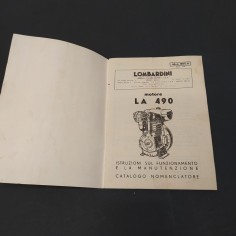 LOMBARDINI
motore
LA 490
ISTRUZIONI SUL FUNZIONAMENTO
E LA MANUTENZIONE
CATALOGO NOMENCLATORE